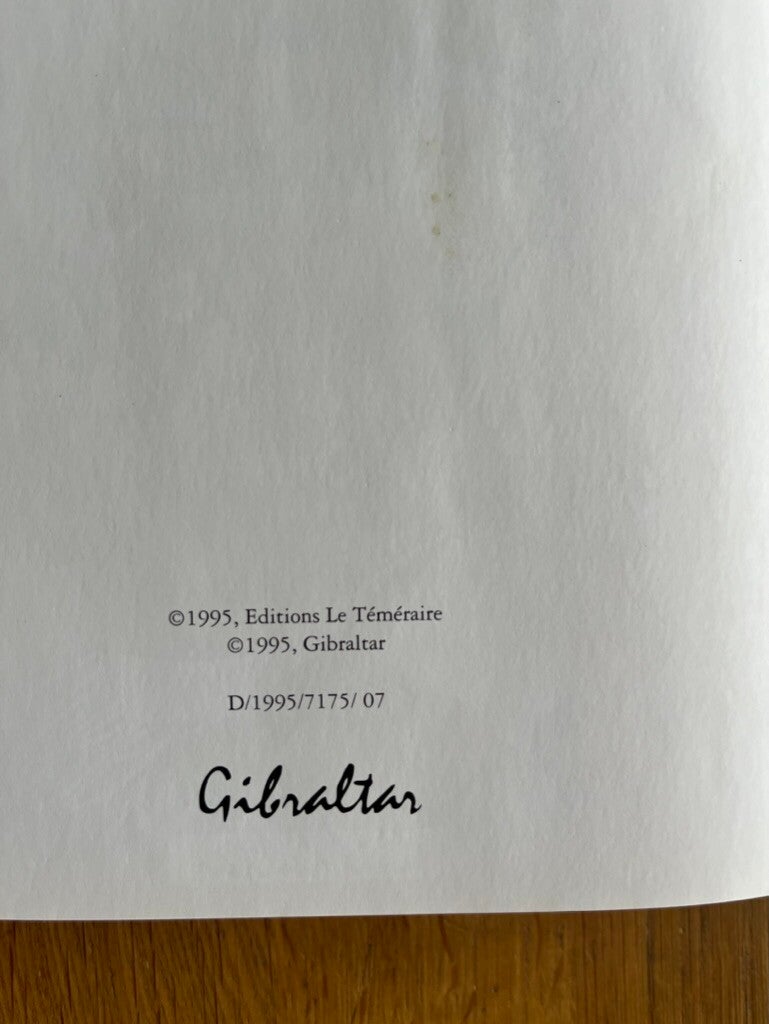 ©1995, Editions Le Téméraire
©1995, Gibraltar
D/1995/7175/ 07
Gibraltar